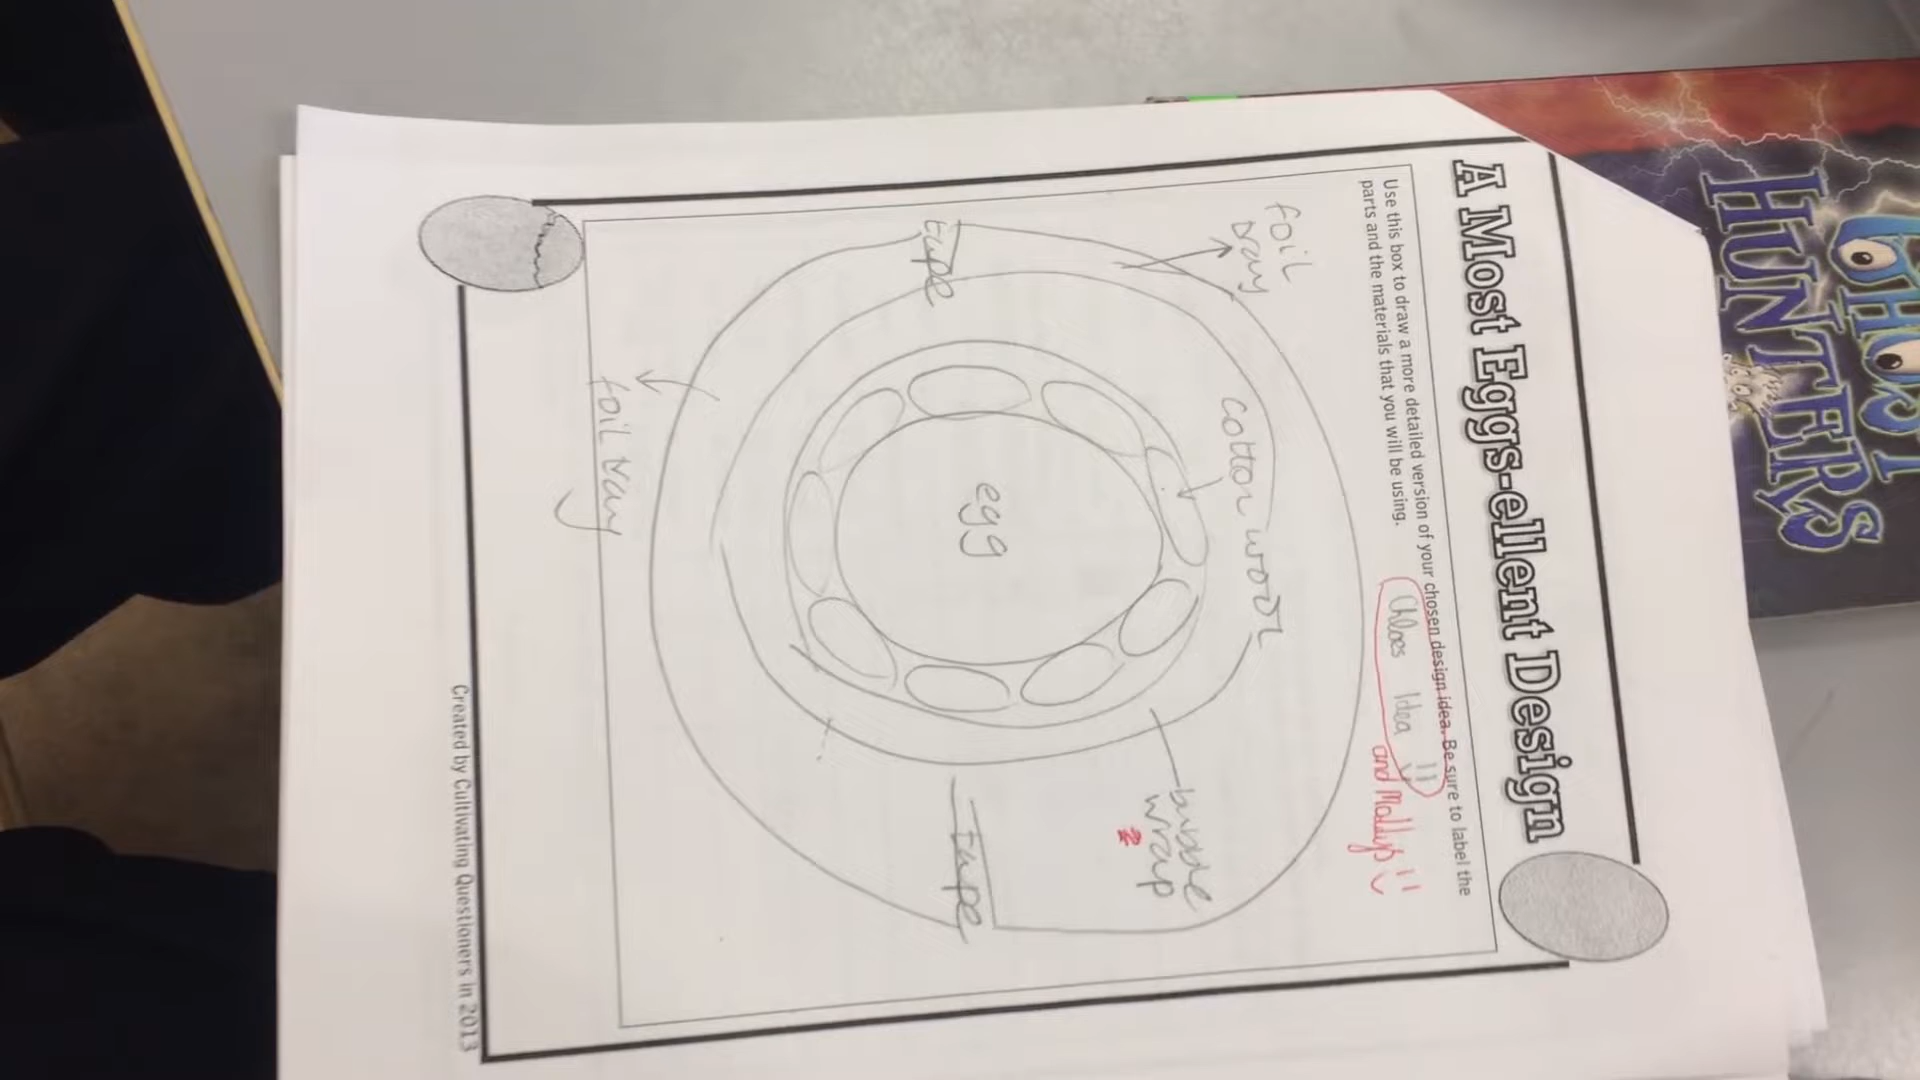 A Most Eggs-ellent Design
Use this box to draw a more detailed version of your chosen design idea. Be sure to label the
parts and the materials that you will be using.
Chloes Idea !!
and Mollys !!
foil
tray
cotton wool
tape
egg
bubble
wrap
2
tape
foil tray
Created by Cultivating Questioners in 2013
GHOST
HUNTERS